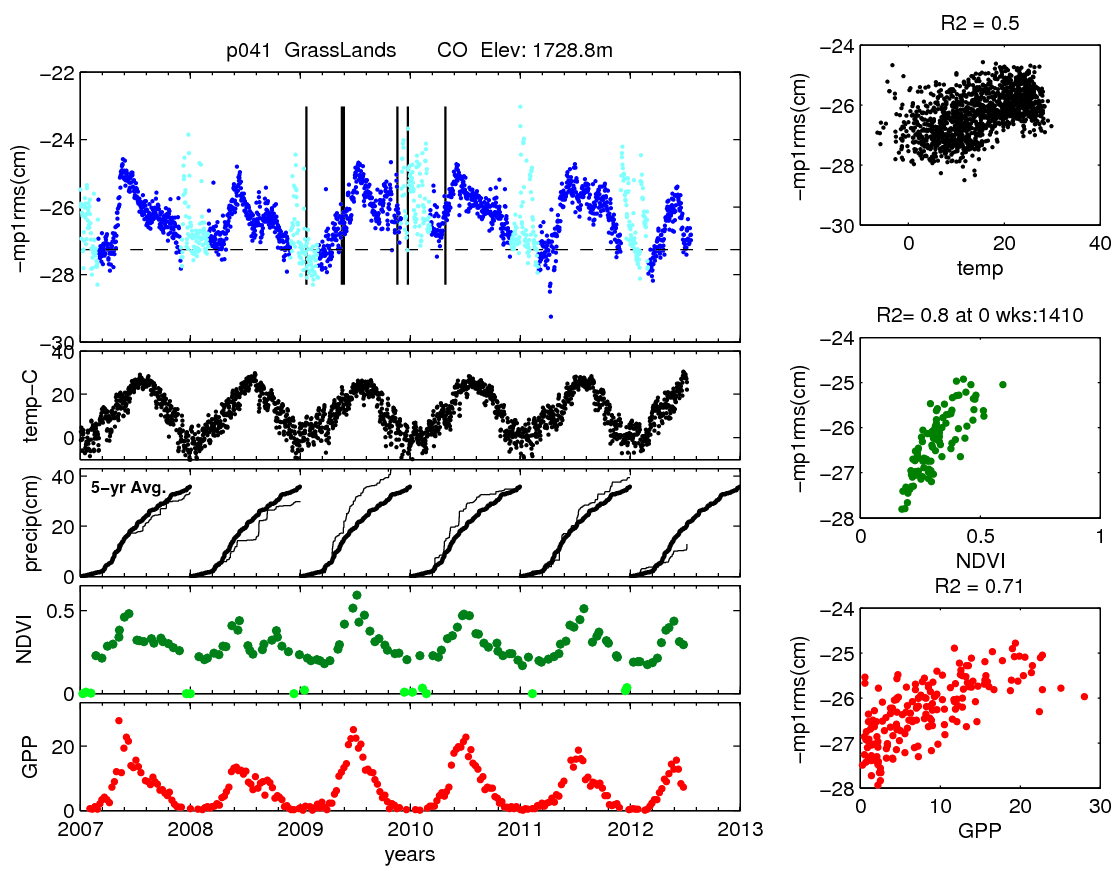 p041 GrassLands CO Elev: 1728.8m
−22
−24
−26
−28
−30
−mp1rms(cm)
40
20
0
temp−C
5−yr Avg.
40
20
0
precip(cm)
0.5
0
NDVI
20
0
GPP
2007 2008 2009 2010 2011 2012 2013
years
R2 = 0.5
−24
−26
−28
−30
−mp1rms(cm)
0 20 40
temp
R2= 0.8 at 0 wks:1410
−24
−25
−26
−27
−28
−mp1rms(cm)
0 0.5 1
NDVI
R2 = 0.71
−24
−25
−26
−27
−28
−mp1rms(cm)
0 10 20 30
GPP